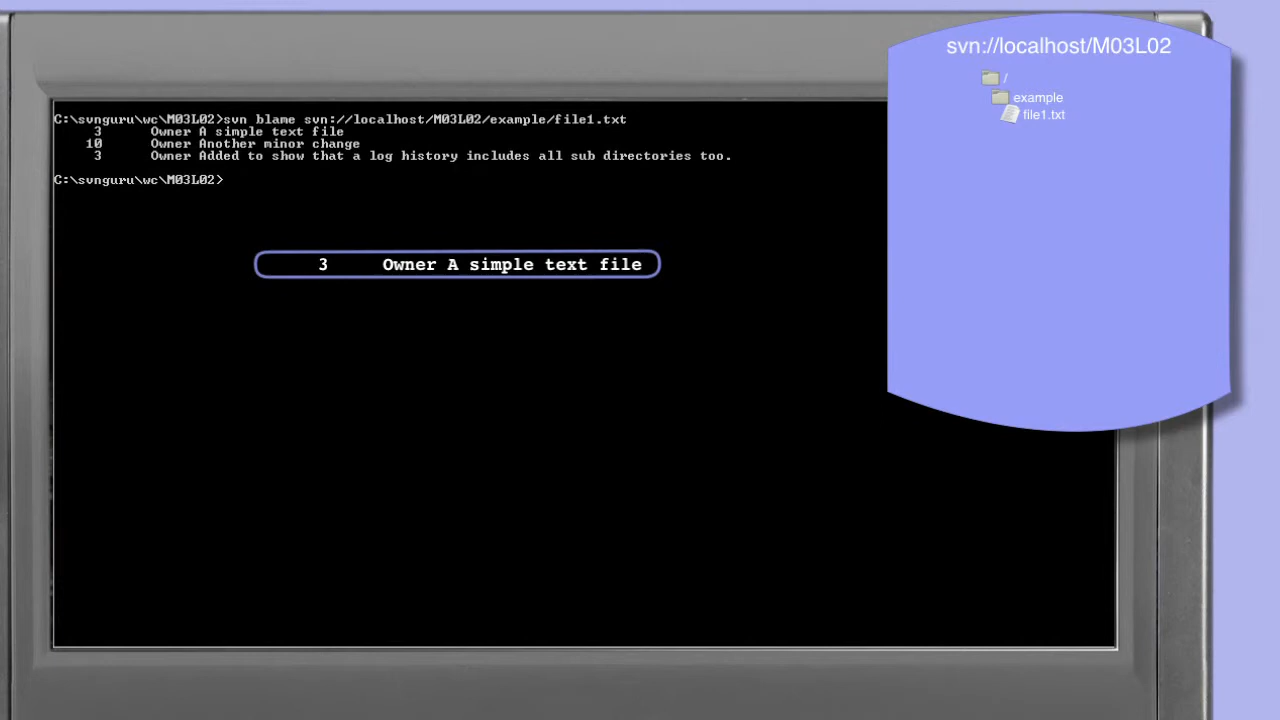 C:\svnguru\wc\M03L02>svn blame svn://localhost/M03L02/example/file1.txt
3 Owner A simple text file
10 Owner Another minor change
3 Owner Added to show that a log history includes all sub directories too.
C:\svnguru\wc\M03L02>
3 Owner A simple text file
svn://localhost/M03L02
/
example
file1.txt